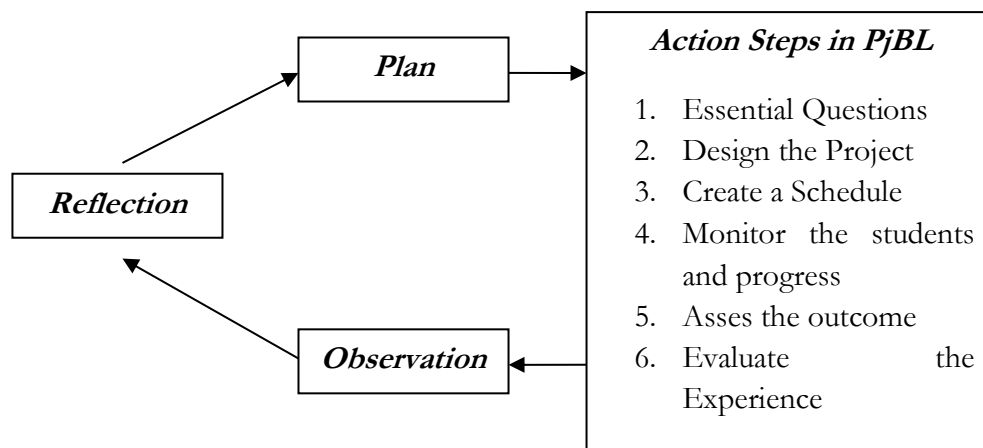 Plan
Reflection
Observation
Action Steps in PjBL
1. Essential Questions
2. Design the Project
3. Create a Schedule
4. Monitor the students
and progress
5. Asses the outcome
6. Evaluate the
Experience